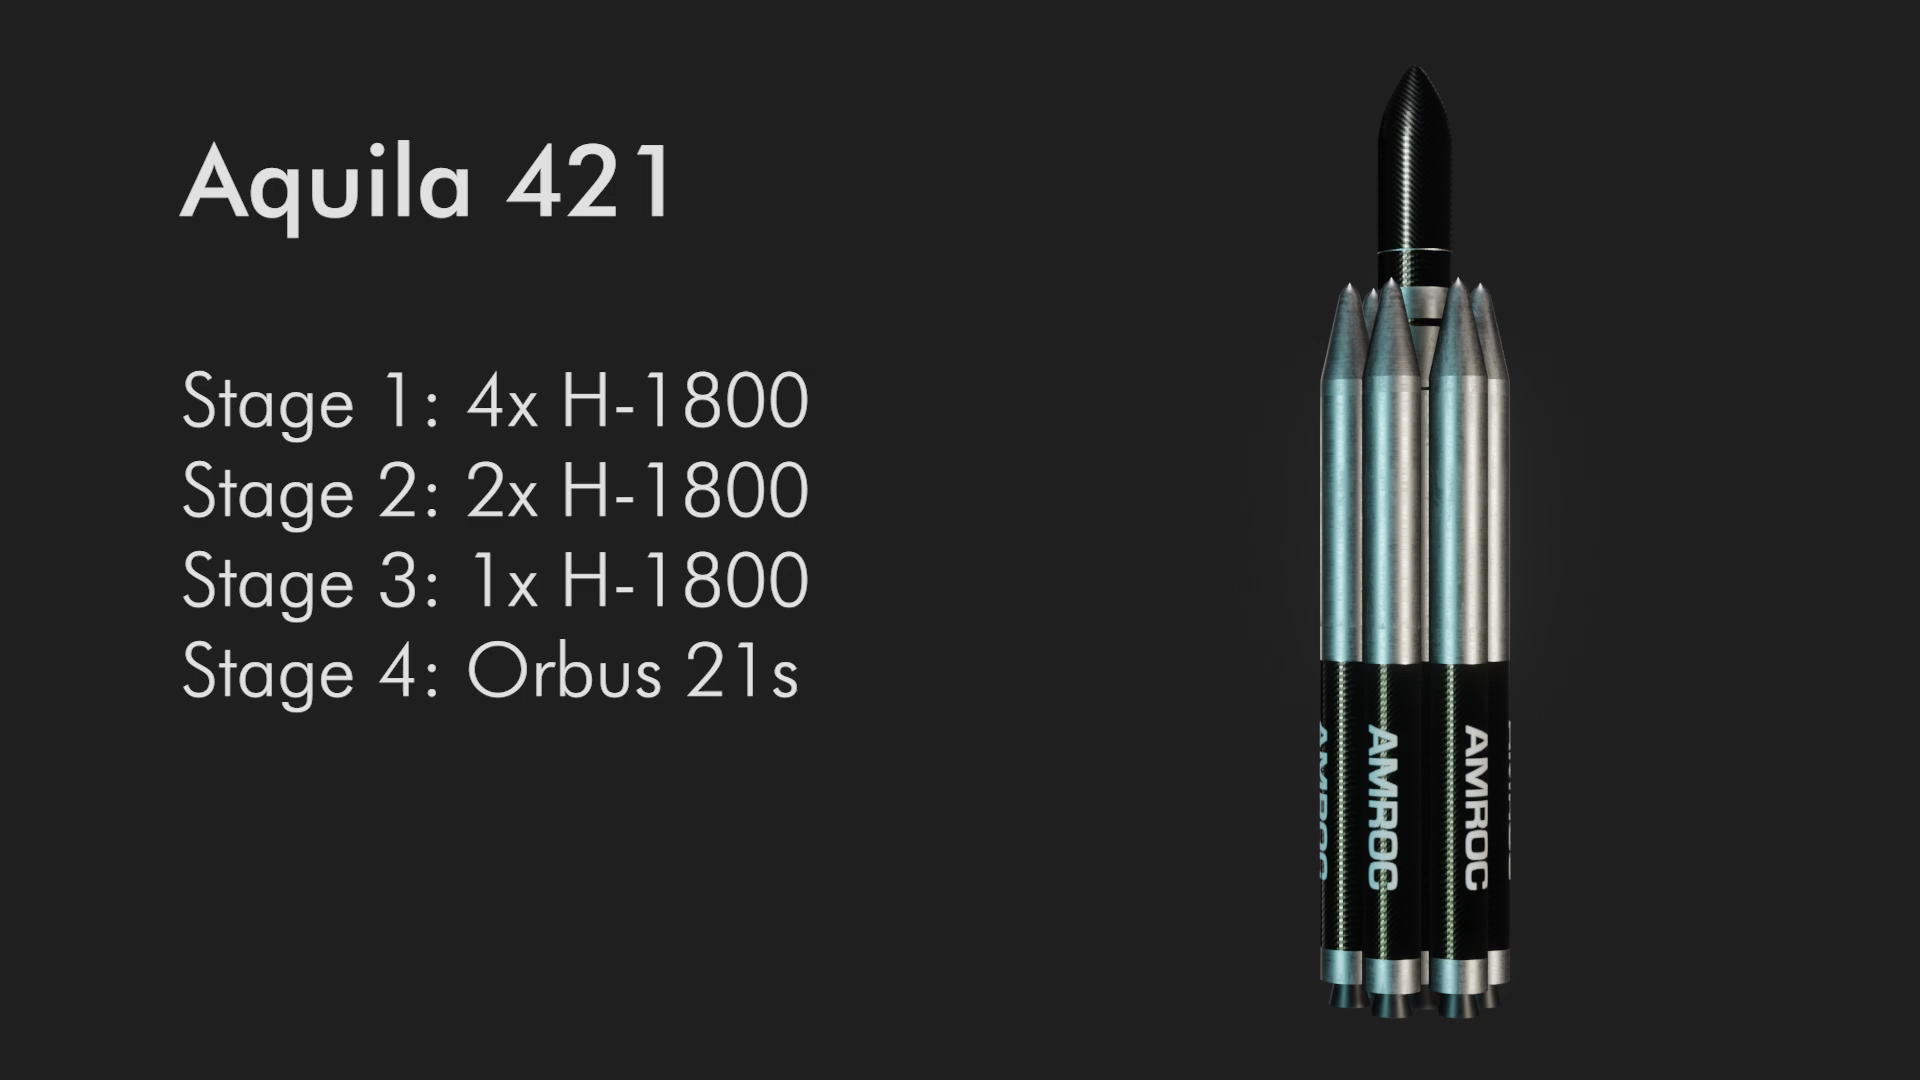 Aquila 421
Stage 1: 4x H-1800
Stage 2: 2x H-1800
Stage 3: 1x H-1800
Stage 4: Orbus 21s
AMROC
AMROC
AMROC